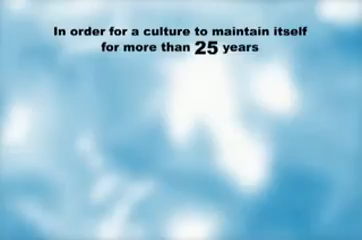 In order for a culture to maintain itself
for more than 25 years